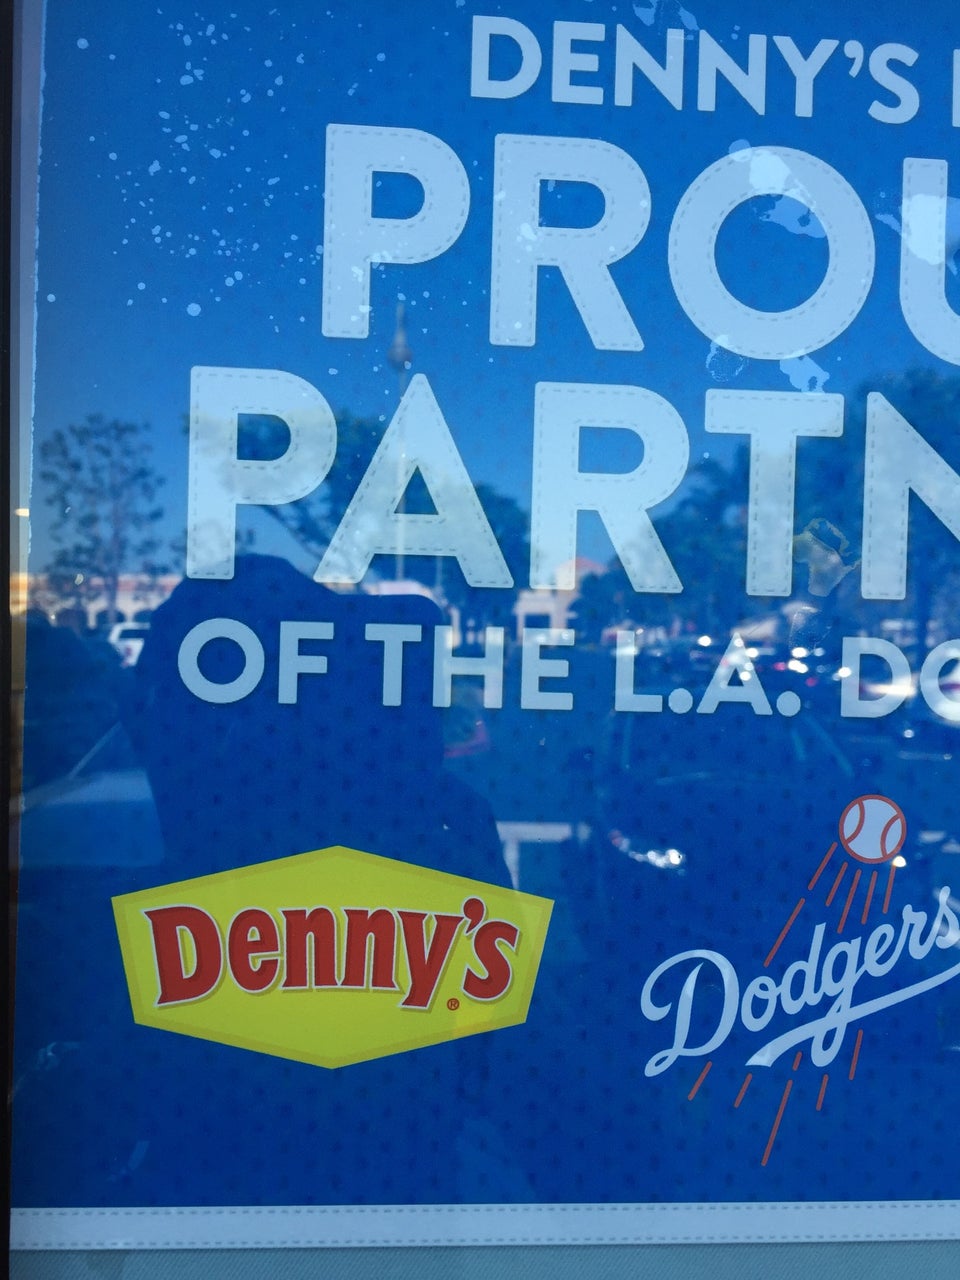 DENNY'S
PROU
PARTN
OF THE L.A. DO
Denny's®
Dodgers